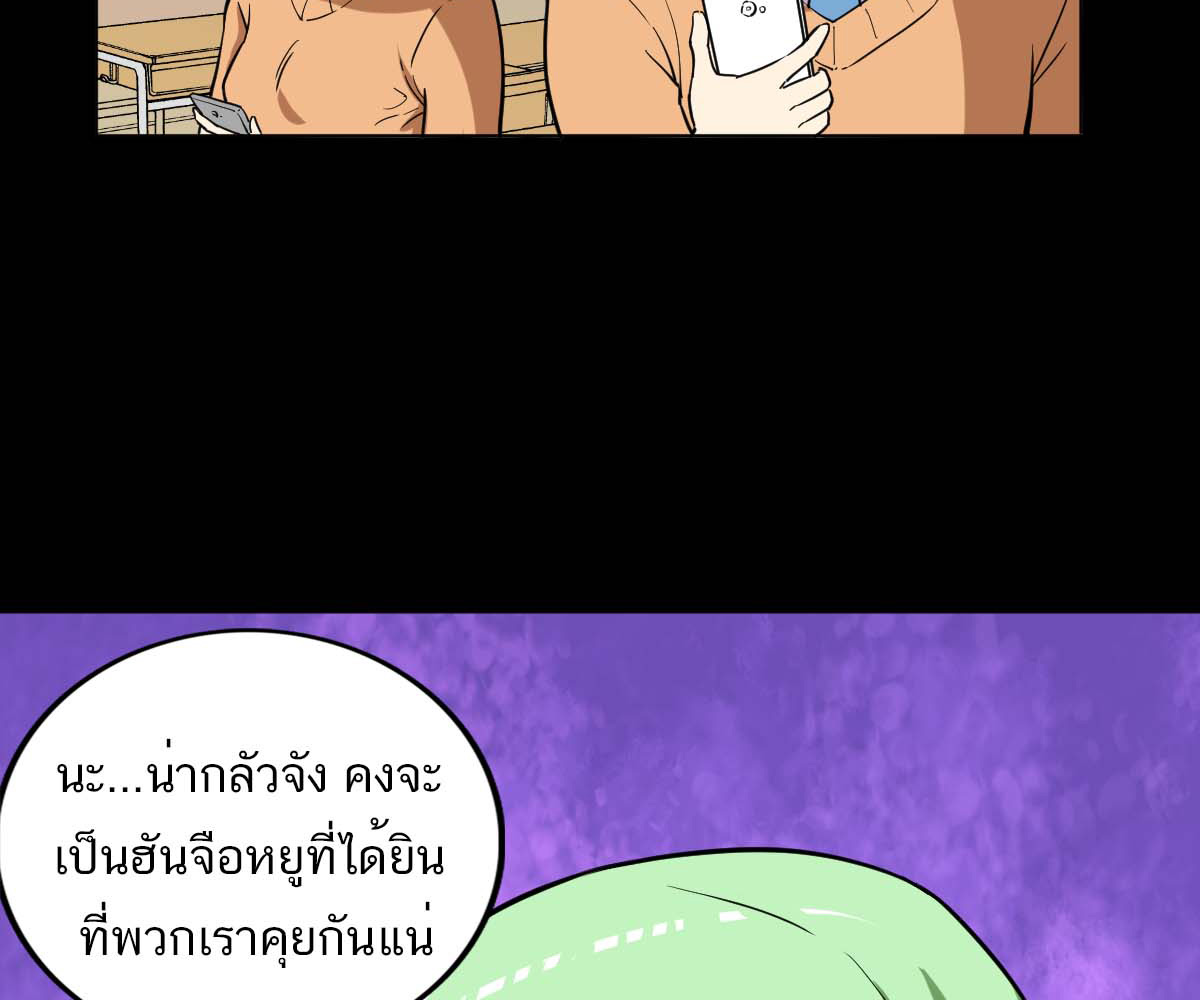 นะ...น่ากลัวจัง คงจะ
เป็นฮันจือหยูที่ได้ยิน
ที่พวกเราคุยกันแน่